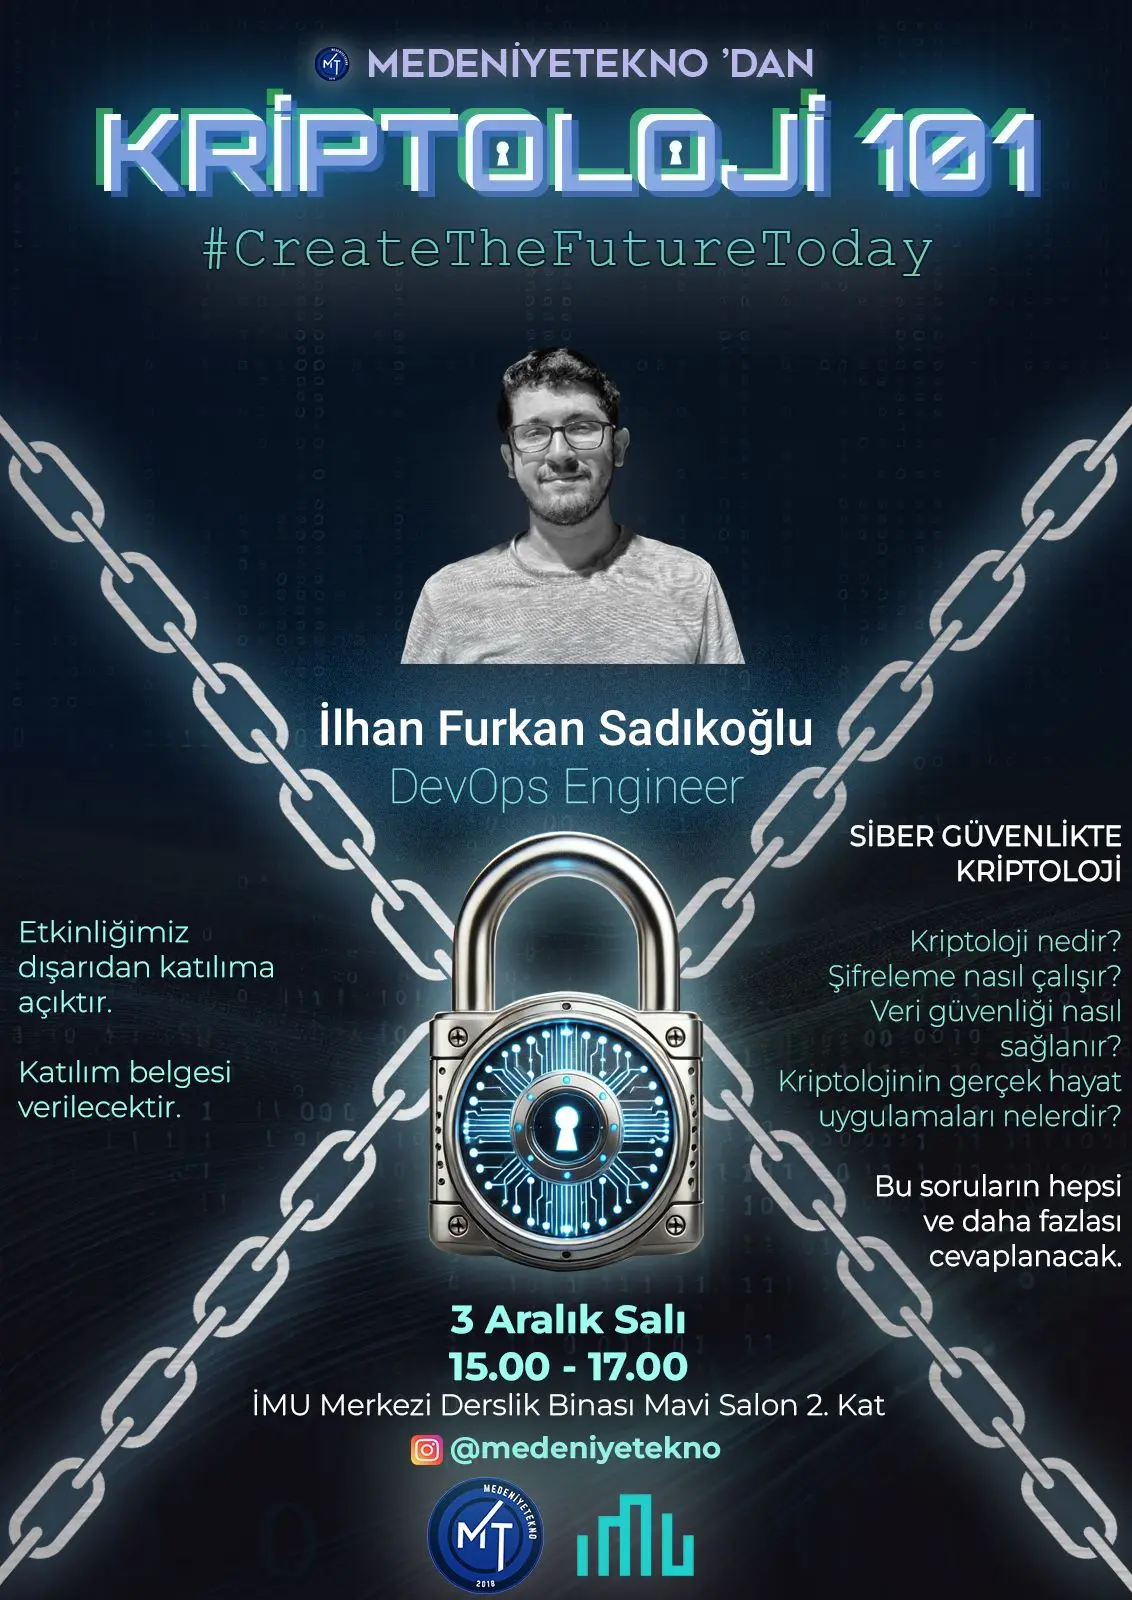 MEDENİYETEKNO 'DAN
KRİPTOLOJİ 101
#CreateTheFutureToday
İlhan Furkan Sadıkoğlu
DevOps Engineer
SİBER GÜVENLİKTE
KRİPTOLOJİ
Kriptoloji nedir?
Şifreleme nasıl çalışır?
Veri güvenliği nasıl
sağlanır?
Kriptolojinin gerçek hayat
uygulamaları nelerdir?
Bu soruların hepsi
ve daha fazlası
cevaplanacak.
Etkinliğimiz
dışarıdan katılıma
açıktır.
Katılım belgesi
verilecektir.
3 Aralık Salı
15.00 - 17.00
İMU Merkezi Derslik Binası Mavi Salon 2. Kat
@medeniyetekno
MEDENİYETEKNO
MT
2018
iMU